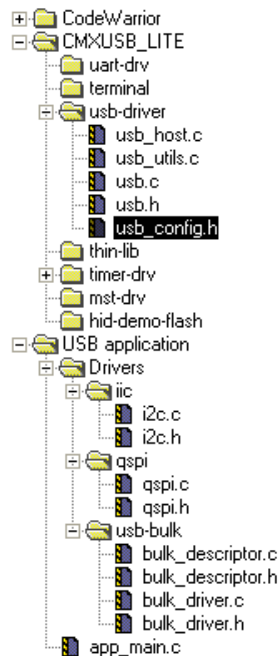 CodeWarrior
CMXUSB_LITE
uart-drv
terminal
usb-driver
usb_host.c
usb_utils.c
usb.c
usb.h
usb_config.h
thin-lib
timer-drv
mst-drv
hid-demo-flash
USB application
Drivers
iic
i2c.c
i2c.h
qspi
qspi.c
qspi.h
usb-bulk
bulk_descriptor.c
bulk_descriptor.h
bulk_driver.c
bulk_driver.h
app_main.c